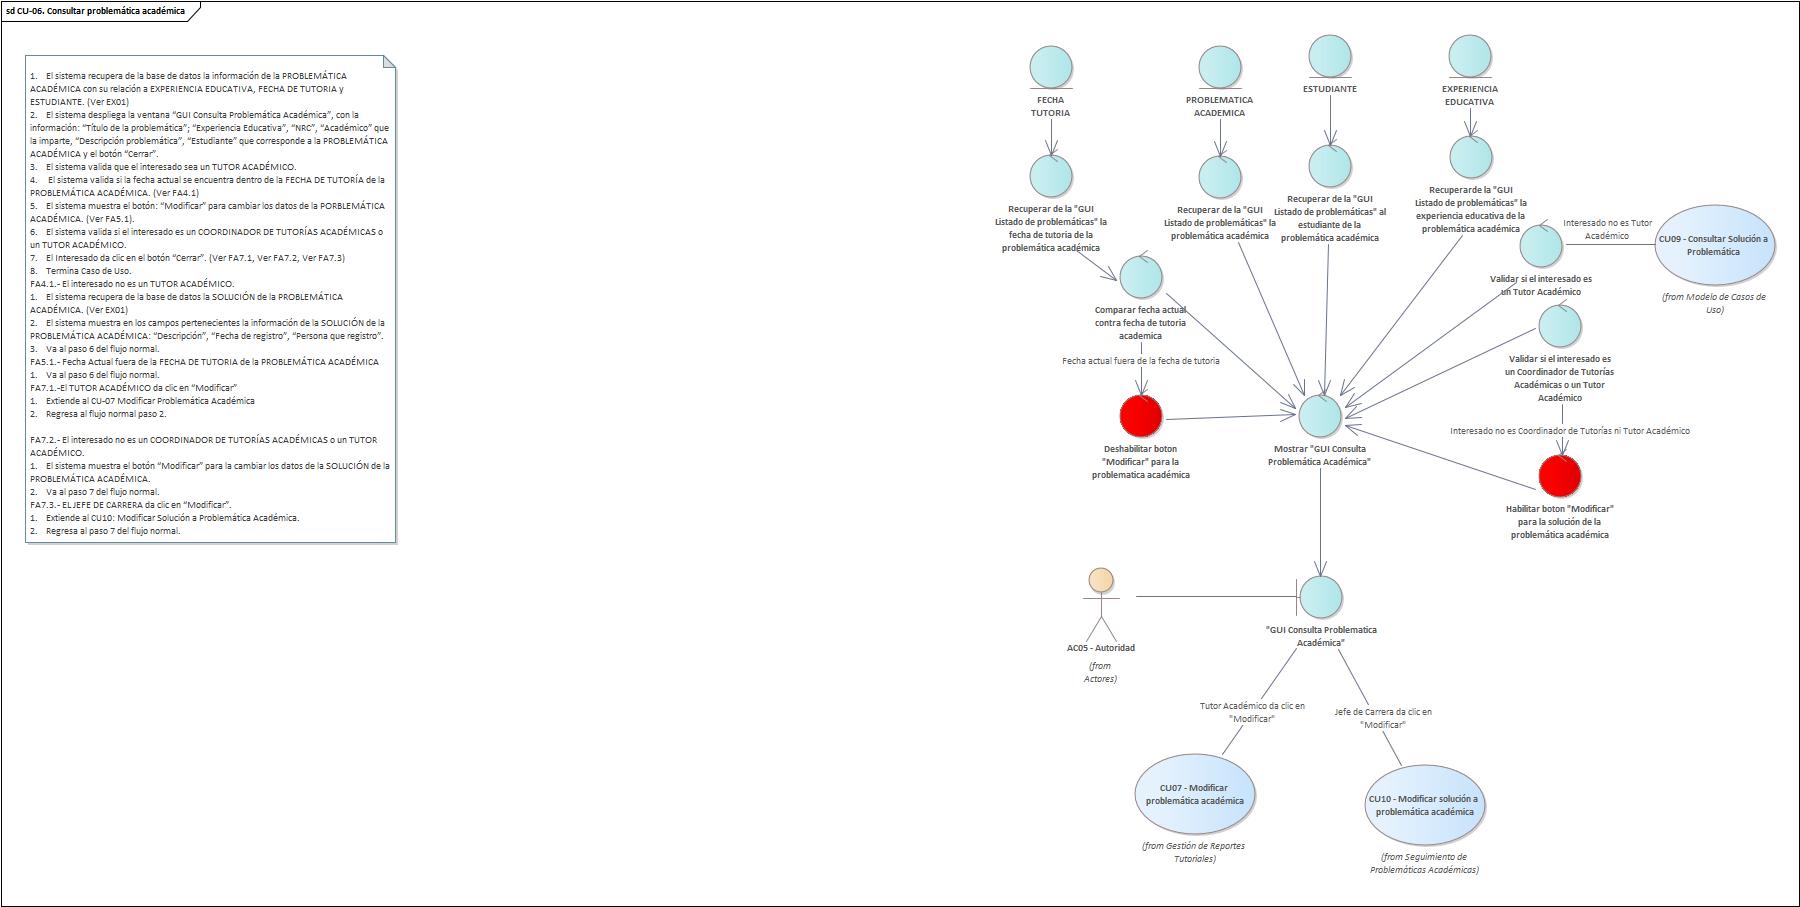 sd CU-06. Consultar problemática académica
1. El sistema recupera de la base de datos la información de la PROBLEMÁTICA
ACADÉMICA con su relación a EXPERIENCIA EDUCATIVA, FECHA DE TUTORIA y
ESTUDIANTE. (Ver EX01)
2. El sistema despliega la ventana “GUI Consulta Problemática Académica”, con la
información: “Título de la problemática”; “Experiencia Educativa”, “NRC”, “Académico” que
la imparte, “Descripción problemática”, “Estudiante” que corresponde a la PROBLEMÁTICA
ACADÉMICA y el botón “Cerrar”.
3. El sistema valida que el interesado sea un TUTOR ACADÉMICO.
4. El sistema valida si la fecha actual se encuentra dentro de la FECHA DE TUTORÍA de la
PROBLEMÁTICA ACADÉMICA. (Ver FA4.1)
5. El sistema muestra el botón: “Modificar” para cambiar los datos de la PORBLEMÁTICA
ACADÉMICA. (Ver FA5.1).
6. El sistema valida si el interesado es un COORDINADOR DE TUTORÍAS ACADÉMICAS o
un TUTOR ACADÉMICO.
7. El Interesado da clic en el botón “Cerrar”. (Ver FA7.1, Ver FA7.2, Ver FA7.3)
8. Termina Caso de Uso.
FA4.1.- El interesado no es un TUTOR ACADÉMICO.
1. El sistema recupera de la base de datos la SOLUCIÓN de la PROBLEMÁTICA
ACADÉMICA. (Ver EX01)
2. El sistema muestra en los campos pertenecientes la información de la SOLUCIÓN de la
PROBLEMÁTICA ACADÉMICA: “Descripción”, “Fecha de registro”, “Persona que registro”.
3. Va al paso 6 del flujo normal.
FA5.1.- Fecha Actual fuera de la FECHA DE TUTORIA de la PROBLEMÁTICA ACADÉMICA
1. Va al paso 6 del flujo normal.
FA7.1.-El TUTOR ACADÉMICO da clic en “Modificar”
1. Extiende al CU-07 Modificar Problemática Académica
2. Regresa al flujo normal paso 2.
FA7.2.- El interesado no es un COORDINADOR DE TUTORÍAS ACADÉMICAS o un TUTOR
ACADÉMICO.
1. El sistema muestra el botón “Modificar” para la cambiar los datos de la SOLUCIÓN de la
PROBLEMÁTICA ACADÉMICA.
2. Va al paso 7 del flujo normal.
FA7.3.- EL JEFE DE CARRERA da clic en “Modificar”.
1. Extiende al CU10: Modificar Solución a Problemática Académica.
2. Regresa al paso 7 del flujo normal.
FECHA
TUTORIA
PROBLEMATICA
ACADEMICA
ESTUDIANTE
EXPERIENCIA
EDUCATIVA
Recuperar de la "GUI
Listado de problemáticas" la
fecha de tutoria de la
problemática académica
Recuperar de la "GUI
Listado de problemáticas" la
problemática académica
Recuperar de la "GUI
Listado de problemáticas" al
estudiante de la
problemática académica
Recuperarde la "GUI
Listado de problemáticas" la
experiencia educativa de la
problemática académica
Interesado no es Tutor
Académico
CU09 - Consultar Solución a
Problemática
(from Modelo de Casos de
Uso)
Validar si el interesado es
un Tutor Académico
Comparar fecha actual
contra fecha de tutoria
academica
Fecha actual fuera de la fecha de tutoria
Validar si el interesado es
un Coordinador de Tutorías
Académicas o un Tutor
Académico
Interesado no es Coordinador de Tutorías ni Tutor Académico
Deshabilitar boton
"Modificar" para la
problematica académica
Mostrar "GUI Consulta
Problemática Académica"
Habilitar boton "Modificar"
para la solución de la
problemática académica
AC05 - Autoridad
(from
Actores)
"GUI Consulta Problematica
Académica"
Tutor Académico da clic en
"Modificar"
Jefe de Carrera da clic en
"Modificar"
CU07 - Modificar
problemática académica
(from Gestión de Reportes
Tutoriales)
CU10 - Modificar solución a
problemática académica
(from Seguimiento de
Problemáticas Académicas)